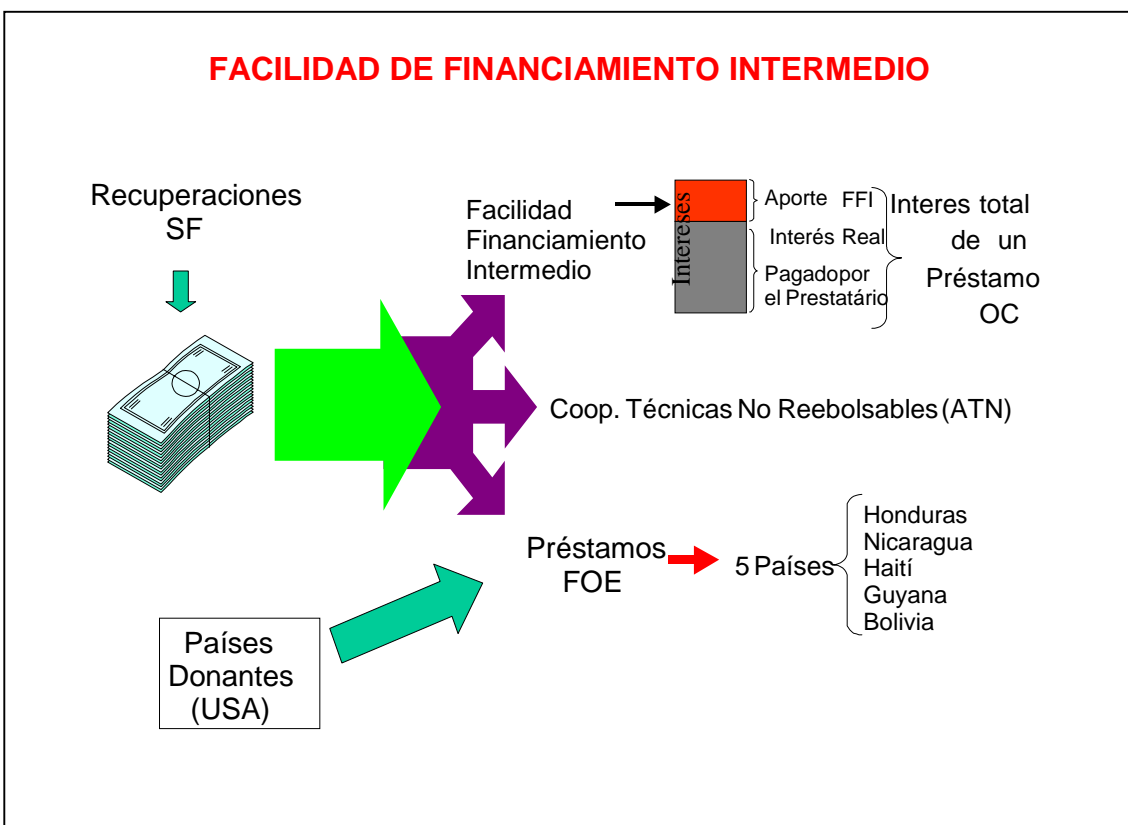 FACILIDAD DE FINANCIAMIENTO INTERMEDIO
Recuperaciones
SF
Facilidad
Financiamiento
Intermedio
Intereses
Aporte FFI
Interés Real
Pagadopor
el Prestatário
Interes total
de un
Préstamo
OC
Coop. Técnicas No Reebolsables (ATN)
Préstamos
FOE
5 Países
Honduras
Nicaragua
Haití
Guyana
Bolivia
Países
Donantes
(USA)